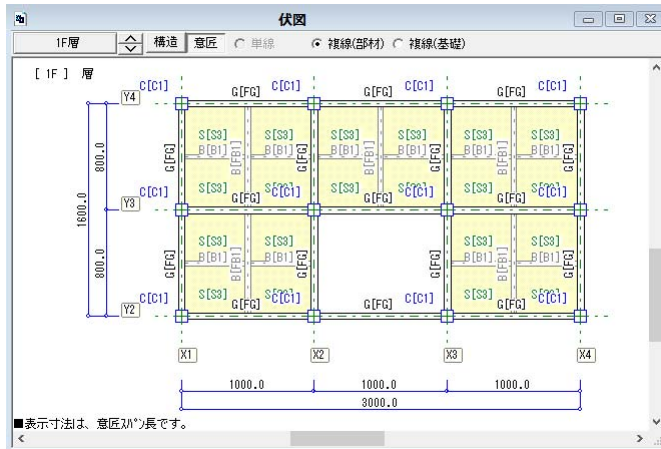 伏図
1F層 構造 意匠 単線 複線(部材) 複線(基礎)
[ 1F ] 層
C[C1] G[FG] C[C1] G[FG] C[C1] G[FG] C[C1]
Y4
S[S3] S[S3] S[S3] S[S3] S[S3] S[S3]
B[B1] B[B1] B[B1] B[B1] B[B1] B[B1]
G[FG] B[FB1] G[FG] B[FB1] G[FG] B[FB1] G[FG]
800.0
S[S3] S[S3] S[S3]
C[C1] G[FG] C[C1] G[FG] C[C1] G[FG] C[C1]
Y3
1600.0
S[S3] S[S3] S[S3] S[S3]
B[B1] B[B1] B[B1] B[B1]
G[FG] B[FB1] G[FG] G[FG] B[FB1] G[FG]
800.0
S[S3] S[S3] S[S3]
C[C1] G[FG] C[C1] G[FG] C[C1] G[FG] C[C1]
Y2
X1 X2 X3 X4
1000.0 1000.0 1000.0
3000.0
■表示寸法は、意匠ｽﾊﾟﾝ長です。